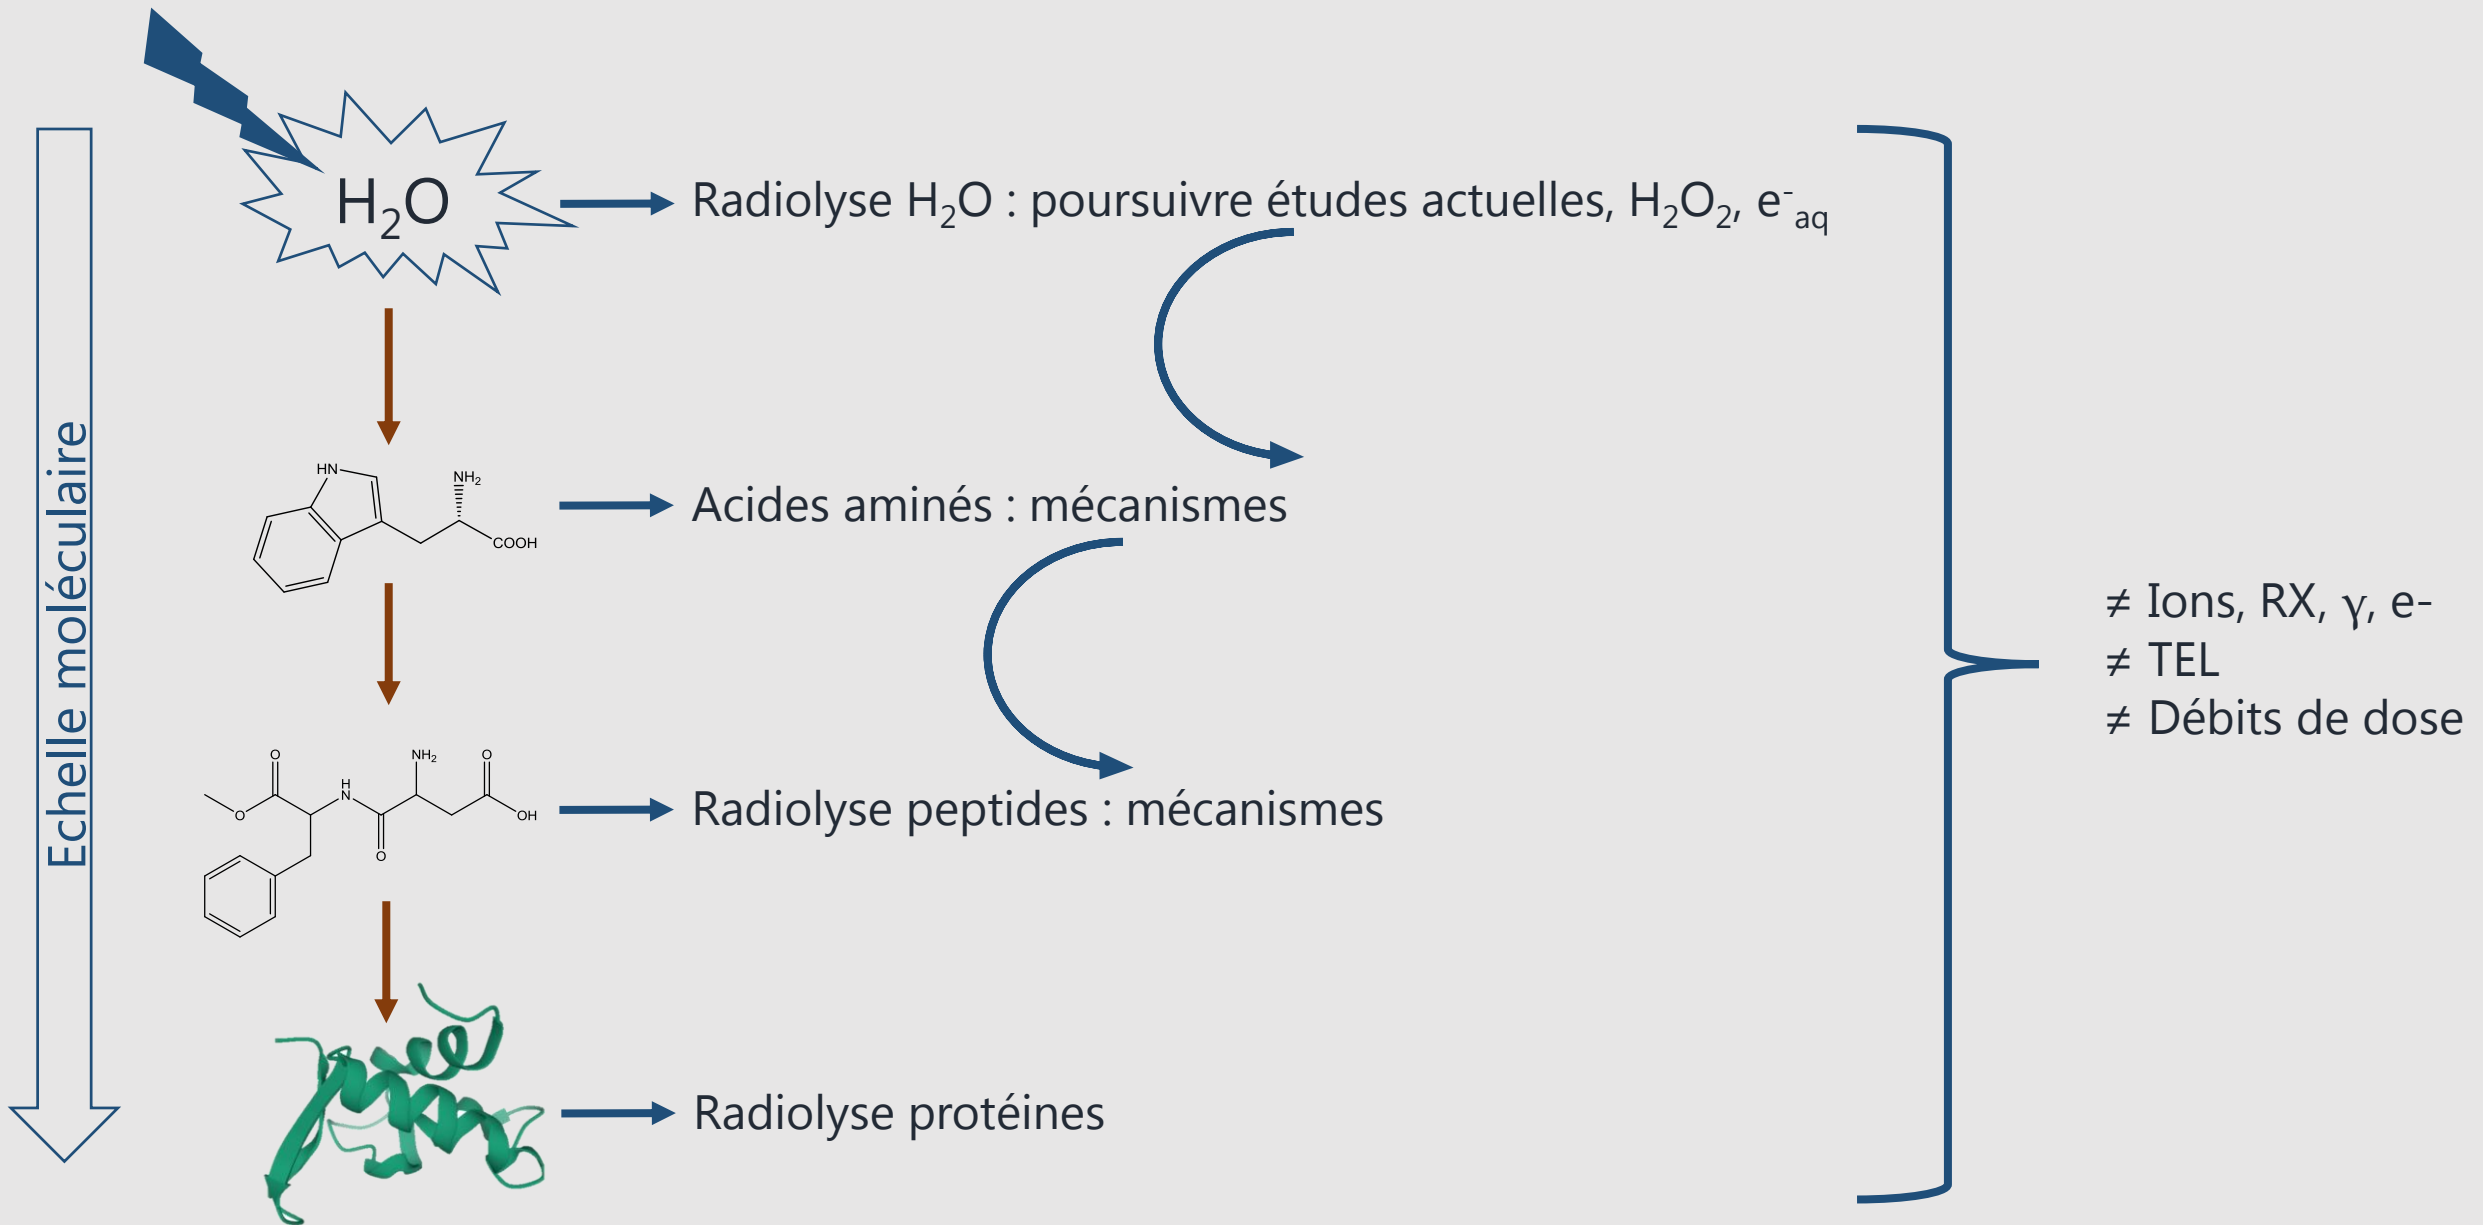 H₂O
Radiolyse H₂O : poursuivre études actuelles, H₂O₂, e⁻aq
Echelle moléculaire
HN
NH₂
COOH
Acides aminés : mécanismes
≠ Ions, RX, γ, e-
≠ TEL
≠ Débits de dose
O
NH₂
O
H
N
O
OH
O
Radiolyse peptides : mécanismes
Radiolyse protéines